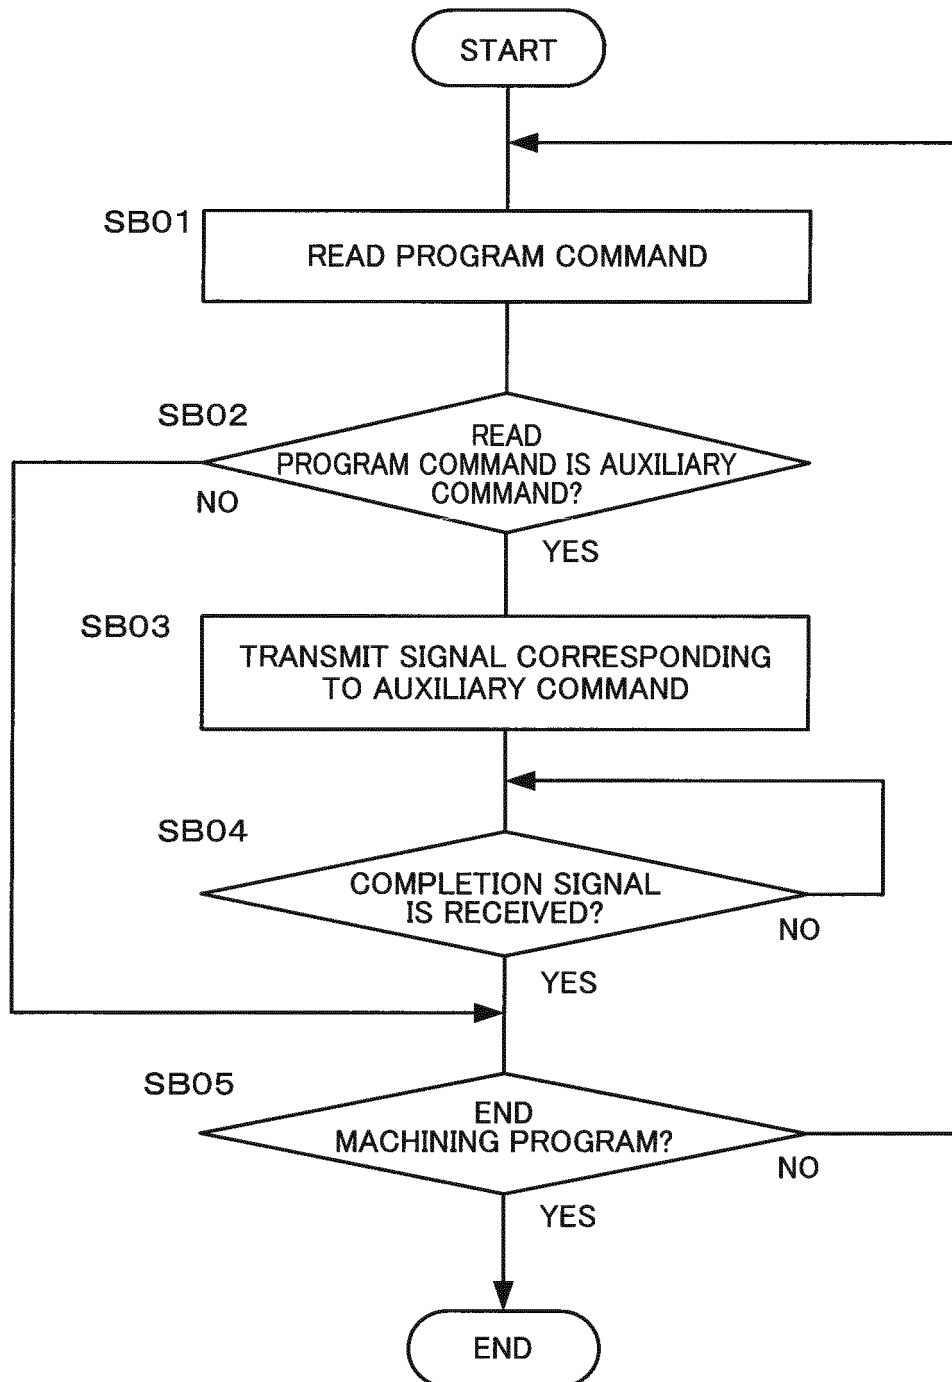 START
SB01
READ PROGRAM COMMAND
SB02
READ
PROGRAM COMMAND IS AUXILIARY
COMMAND?
NO
YES
SB03
TRANSMIT SIGNAL CORRESPONDING
TO AUXILIARY COMMAND
SB04
COMPLETION SIGNAL
IS RECEIVED?
NO
YES
SB05
END
MACHINING PROGRAM?
NO
YES
END